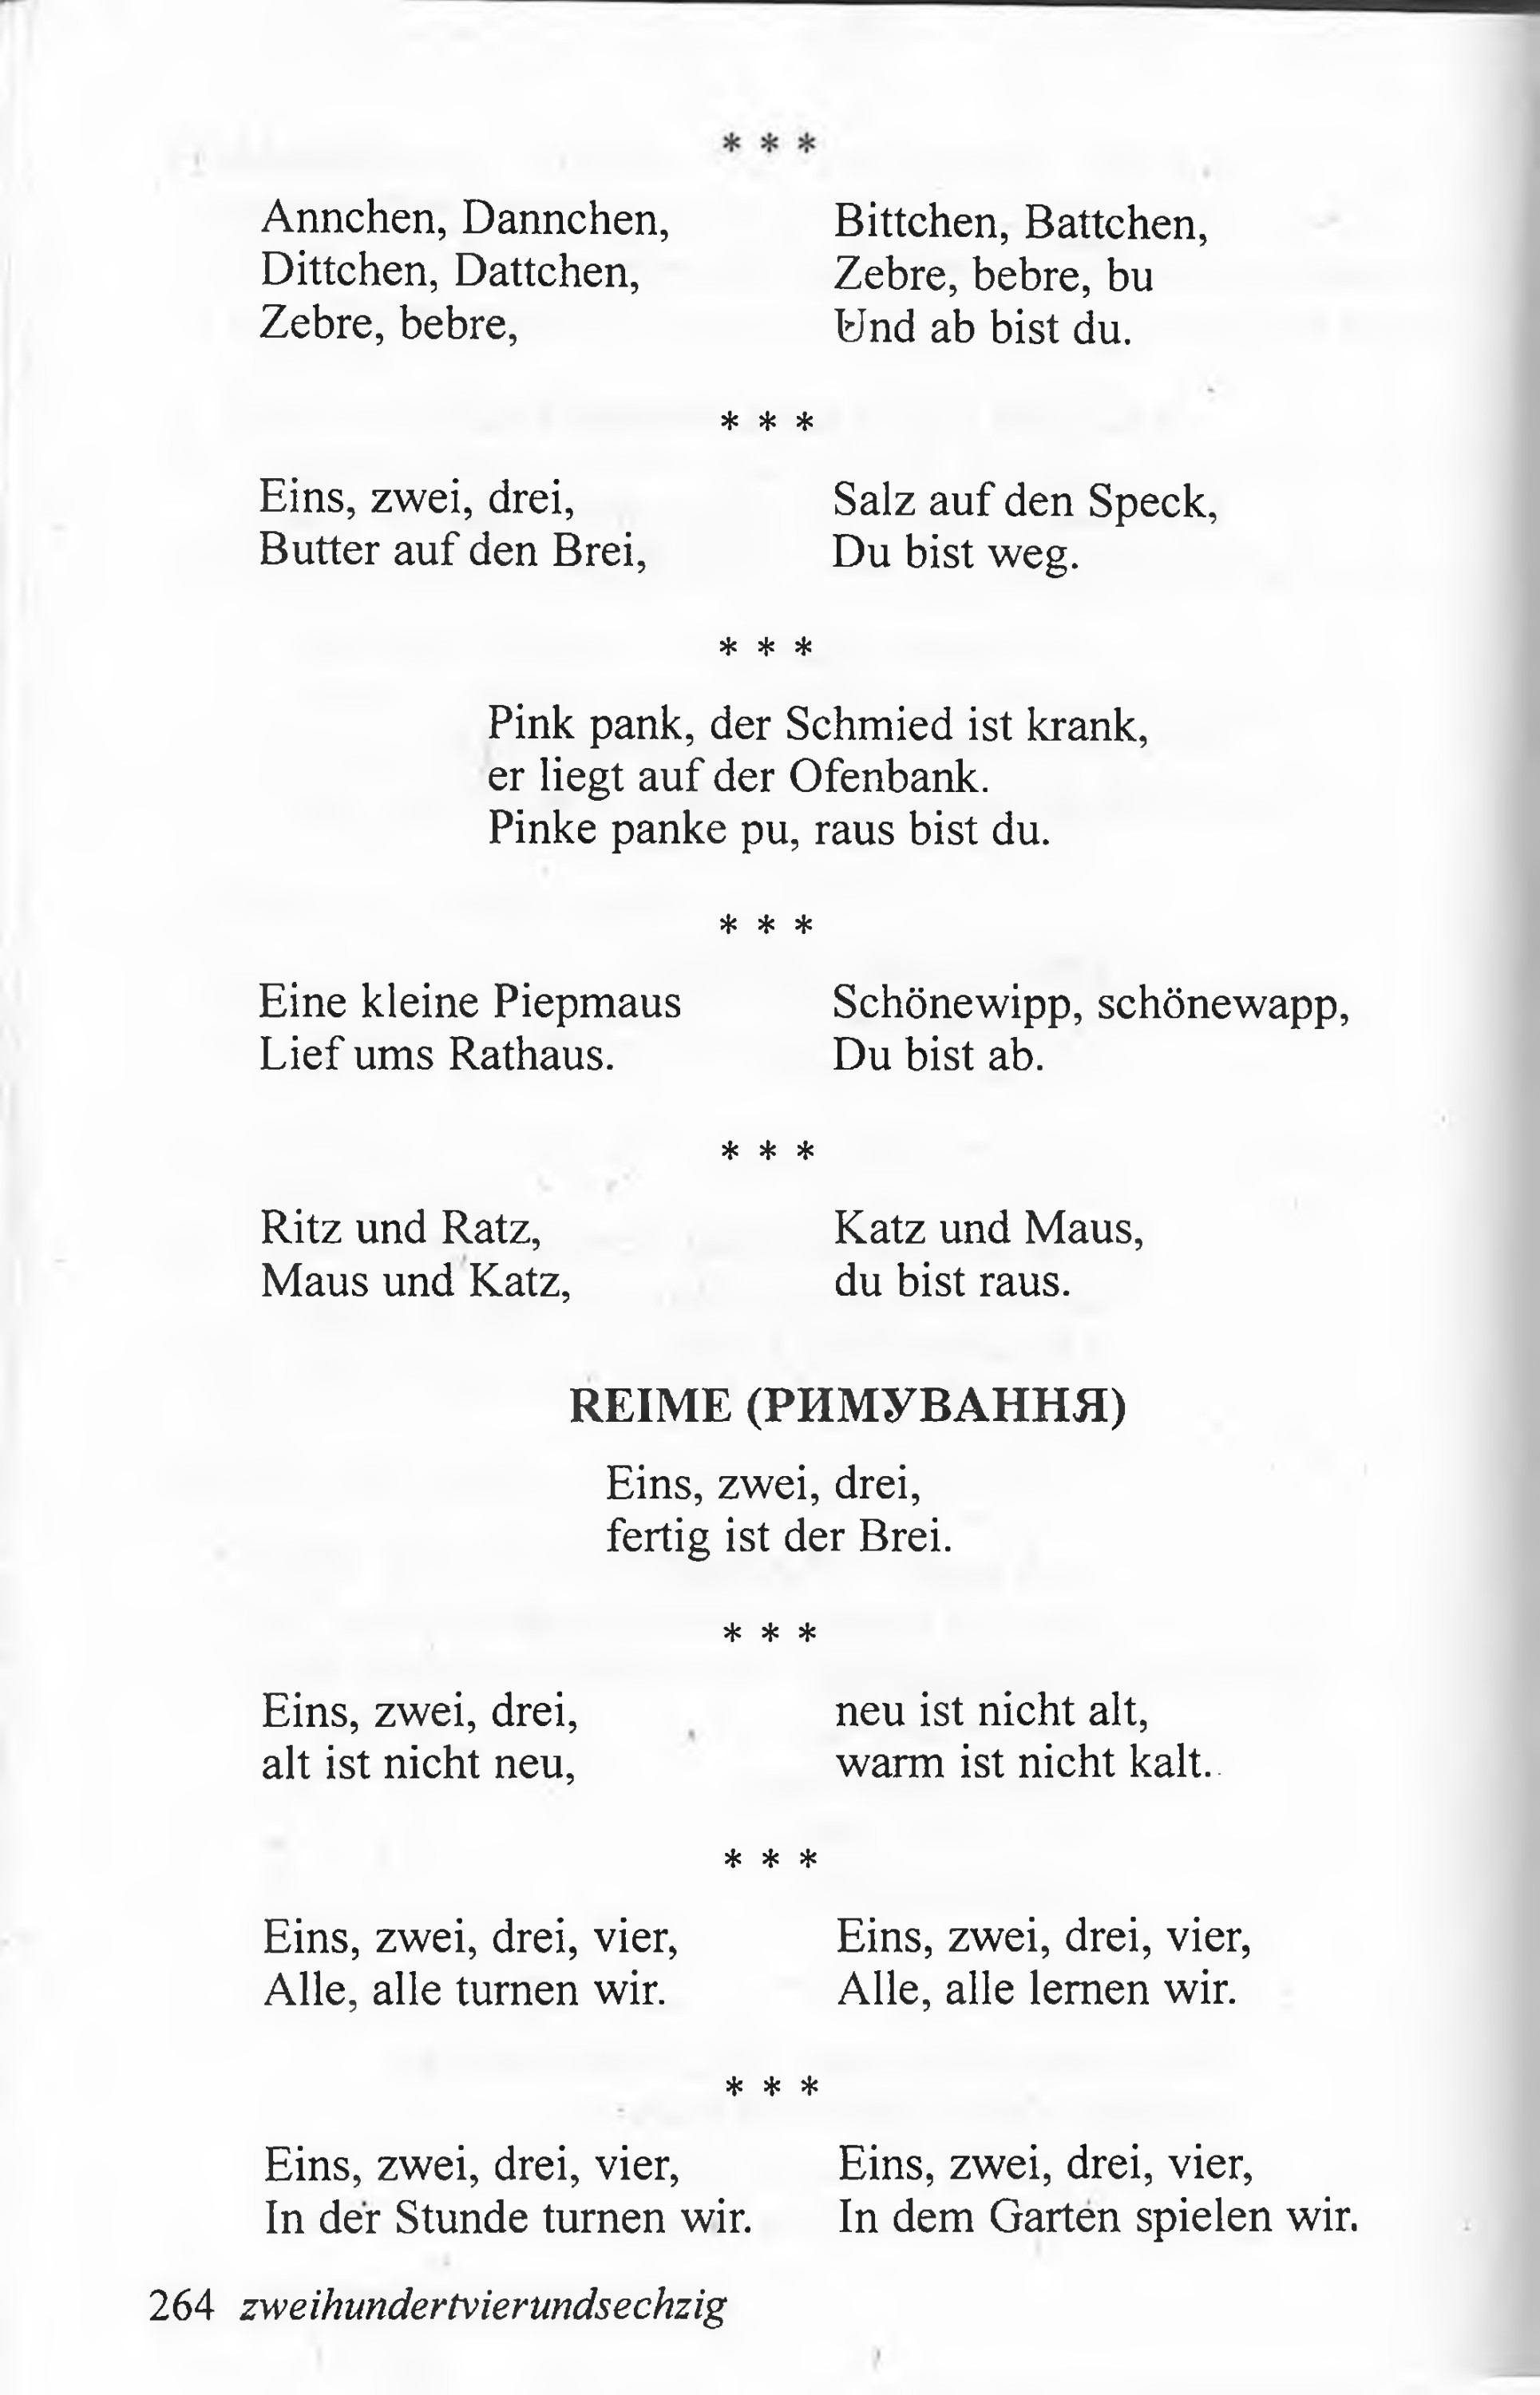 * * *
Annchen, Dannchen,
Dittchen, Dattchen,
Zebre, bebre,
Bittchen, Battchen,
Zebre, bebre, bu
Und ab bist du.
* * *
Eins, zwei, drei,
Butter auf den Brei,
Salz auf den Speck,
Du bist weg.
* * *
Pink pank, der Schmied ist krank,
er liegt auf der Ofenbank.
Pinke panke pu, raus bist du.
* * *
Eine kleine Piepmaus
Lief ums Rathaus.
Schönewipp, schönewapp,
Du bist ab.
* * *
Ritz und Ratz,
Maus und Katz,
Katz und Maus,
du bist raus.
REIME (РИМУВАННЯ)
Eins, zwei, drei,
fertig ist der Brei.
* * *
Eins, zwei, drei,
alt ist nicht neu,
neu ist nicht alt,
warm ist nicht kalt.
* * *
Eins, zwei, drei, vier,
Alle, alle turnen wir.
Eins, zwei, drei, vier,
Alle, alle lernen wir.
* * *
Eins, zwei, drei, vier,
In der Stunde turnen wir.
Eins, zwei, drei, vier,
In dem Garten spielen wir.
264 zweihundertvierundsechzig